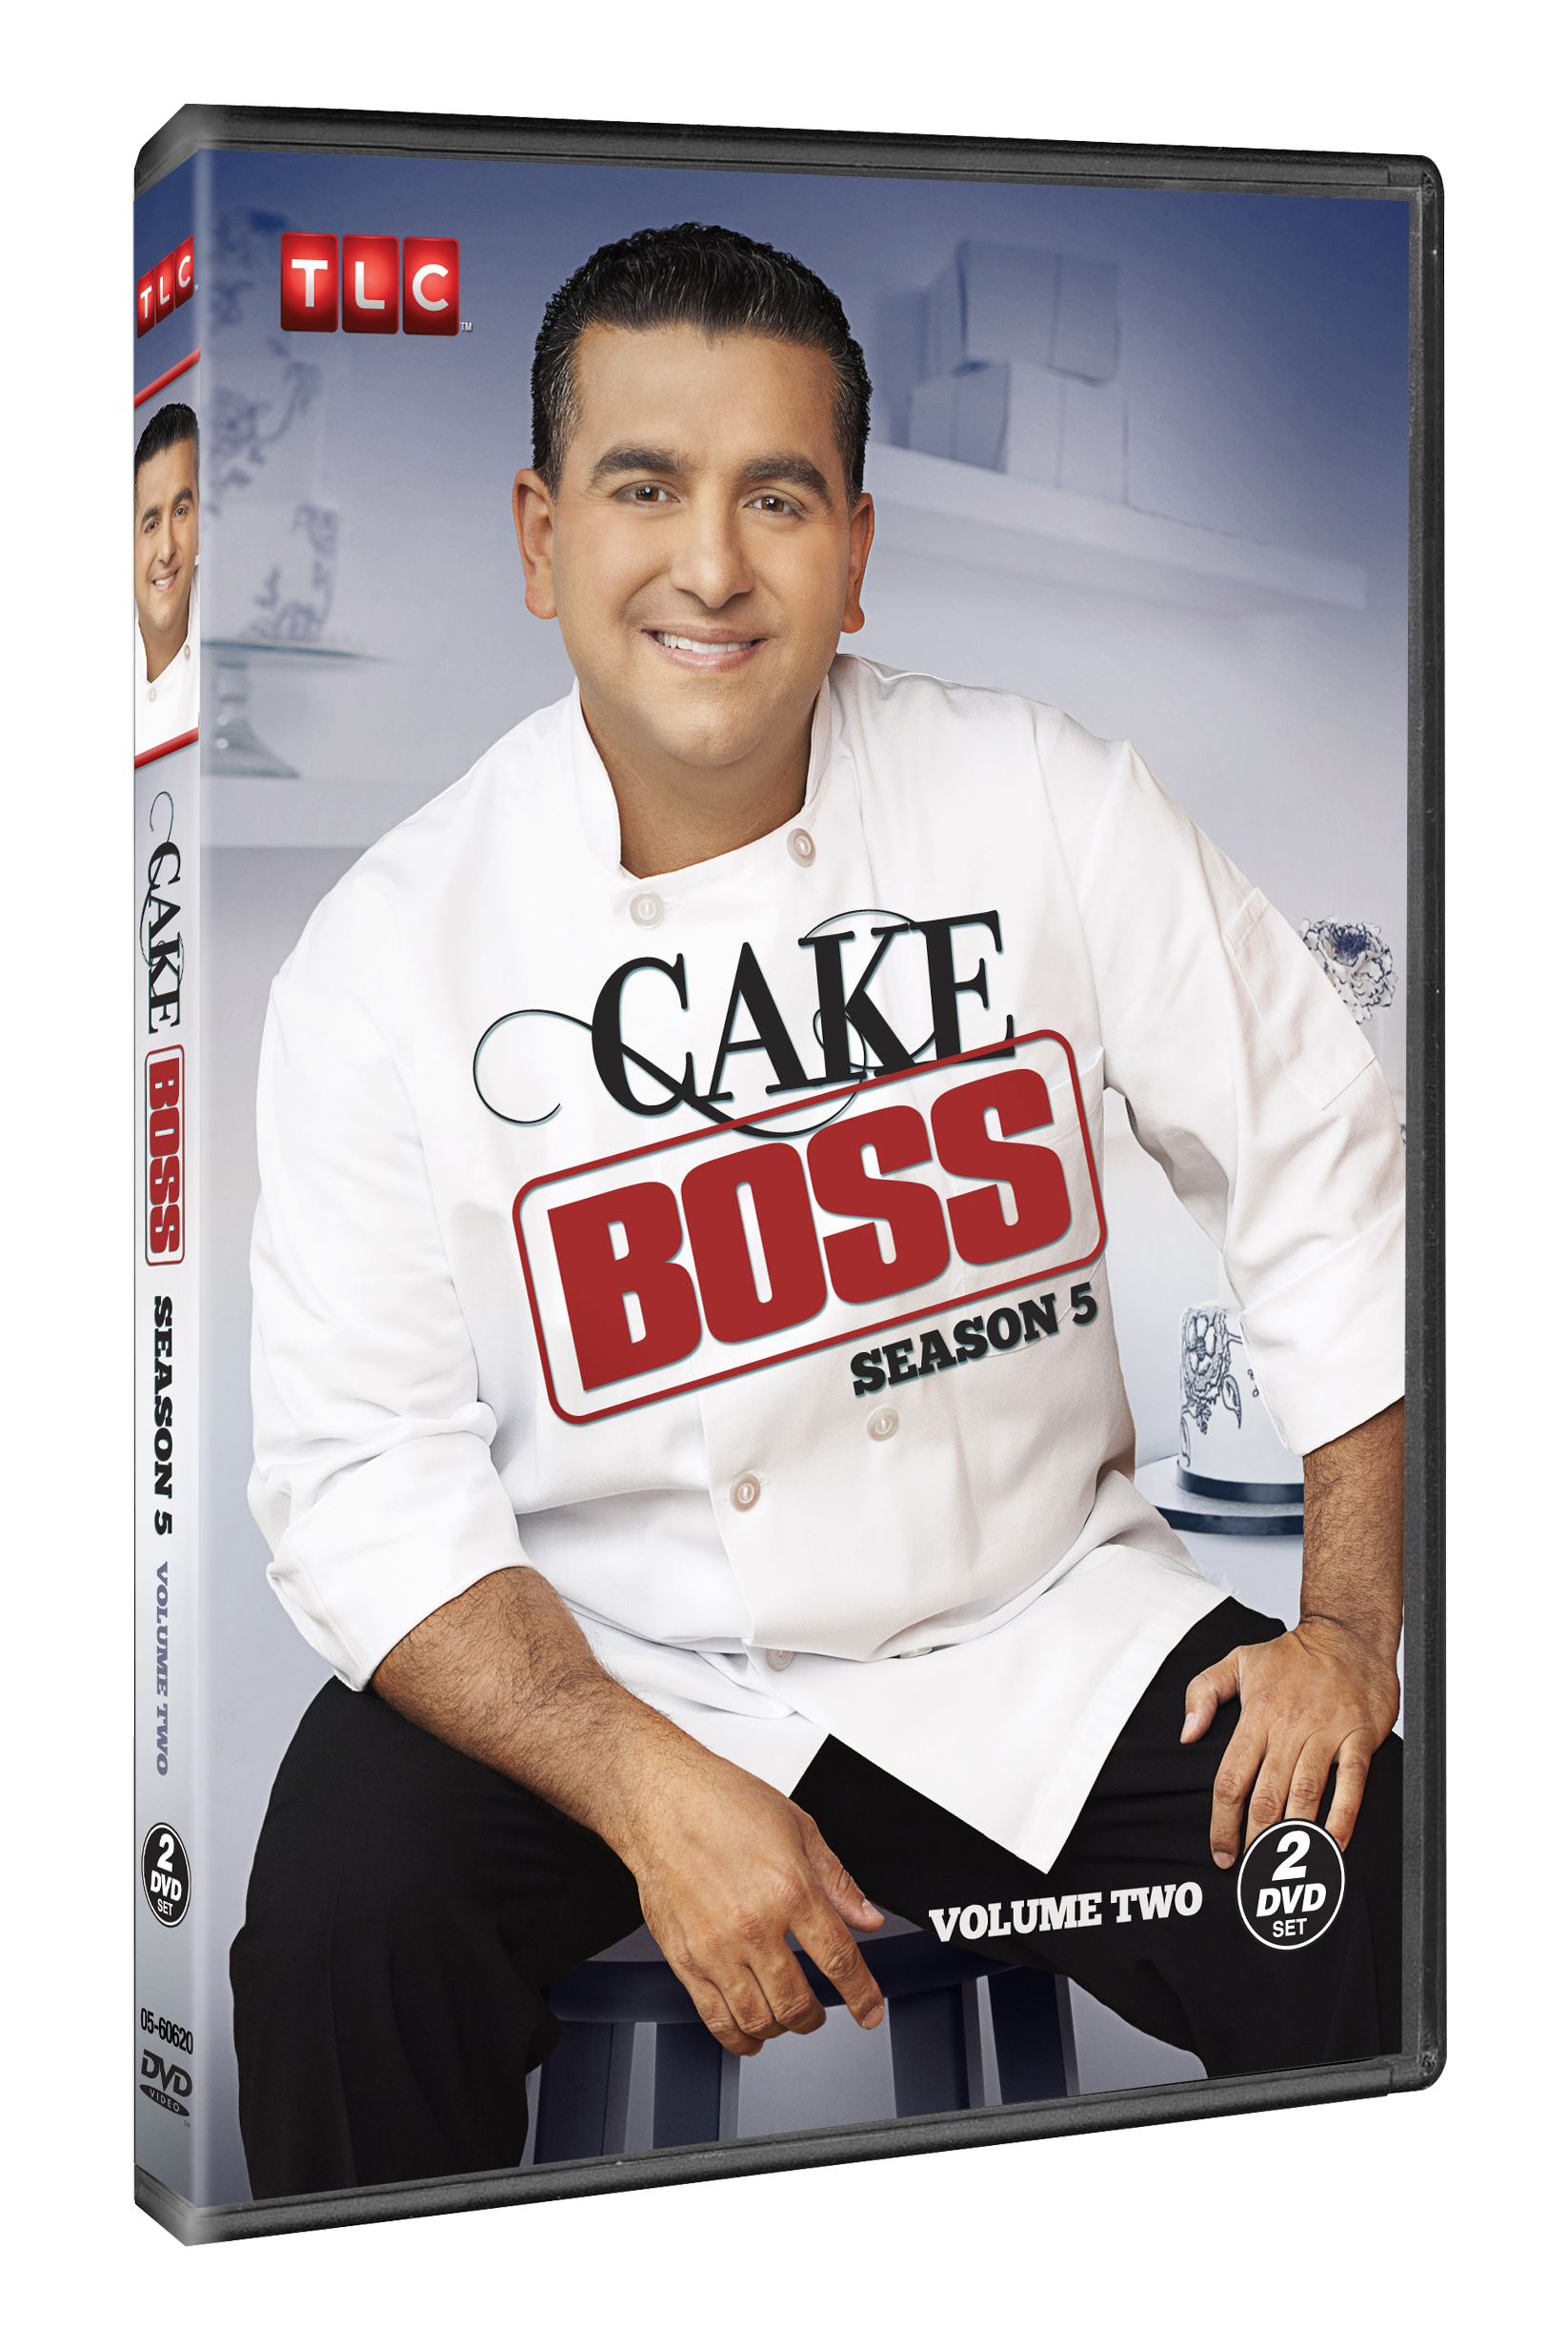 TLC™
CAKE
BOSS
SEASON 5
VOLUME TWO
2
DVD
SET
TLC
CAKE BOSS SEASON 5 VOLUME TWO
2
DVD
SET
05-60620
DVD
VIDEO